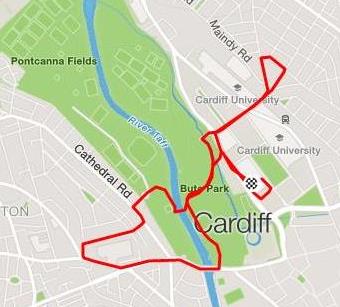 Maindy Rd
Pontcanna Fields
Cardiff University
River Taff
Cardiff University
Cathedral Rd
Bute Park
TON
Cardiff